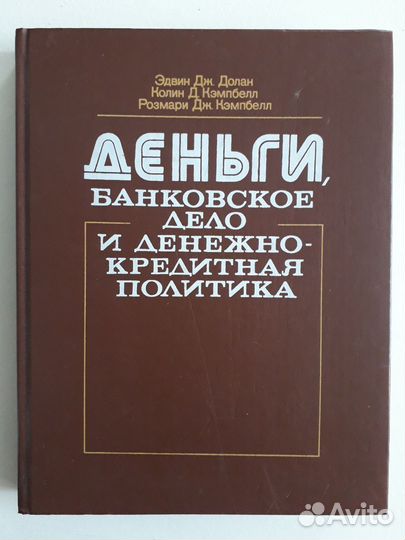 Эдвин Дж. Долан
Колин Д. Кэмпбелл
Розмари Дж. Кэмпбелл
ДЕНЬГИ,
БАНКОВСКОЕ
ДЕЛО
И ДЕНЕЖНО-
КРЕДИТНАЯ
ПОЛИТИКА
Avito